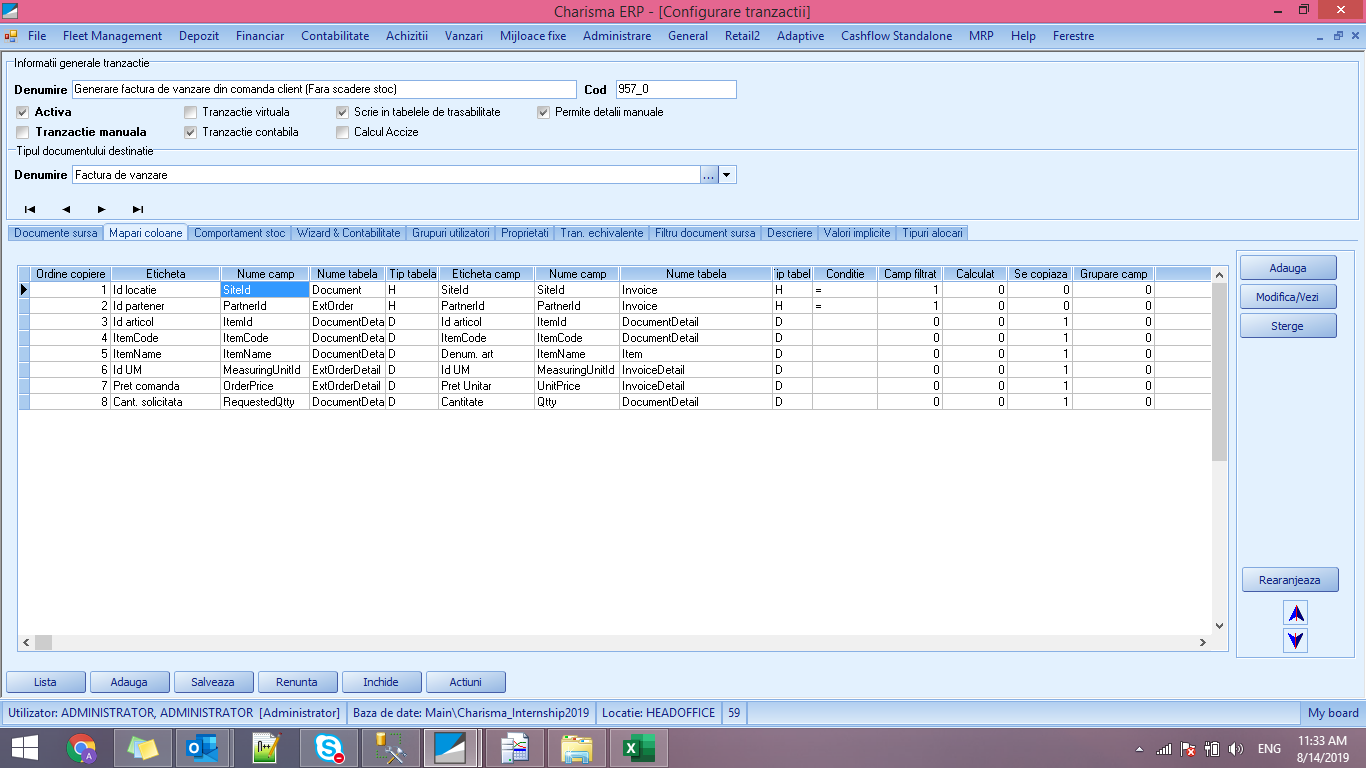 Charisma ERP - [Configurare tranzactii]
File Fleet Management Depozit Financiar Contabilitate Achizitii Vanzari Mijloace fixe Administrare General Retail2 Adaptive Cashflow Standalone MRP Help Ferestre
Informatii generale tranzactie
Denumire Generare factura de vanzare din comanda client (Fara scadere stoc) Cod 957_0
Activa Tranzactie virtuala Scrie in tabelele de trasabilitate Permite detalii manuale
Tranzactie manuala Tranzactie contabila Calcul Accize
Tipul documentului destinatie
Denumire Factura de vanzare ...
Documente sursa Mapari coloane Comportament stoc Wizard & Contabilitate Grupuri utilizatori Proprietati Tran. echivalente Filtru document sursa Descriere Valori implicite Tipuri alocari
Ordine copiere Eticheta Nume camp Nume tabela Tip tabela Eticheta camp Nume camp Nume tabela ip tabel Conditie Camp filtrat Calculat Se copiaza Grupare camp
1 Id locatie SiteId Document H SiteId SiteId Invoice H = 1 0 0 0
2 Id partener PartnerId ExtOrder H PartnerId PartnerId Invoice H = 1 0 0 0
3 Id articol ItemId DocumentDeta D Id articol ItemId DocumentDetail D 0 0 1 0
4 ItemCode ItemCode DocumentDeta D ItemCode ItemCode DocumentDetail D 0 0 1 0
5 ItemName ItemName DocumentDeta D Denum. art ItemName Item D 0 0 1 0
6 Id UM MeasuringUnitId ExtOrderDetail D Id UM MeasuringUnitId InvoiceDetail D 0 0 1 0
7 Pret comanda OrderPrice ExtOrderDetail D Pret Unitar UnitPrice InvoiceDetail D 0 0 1 0
8 Cant. solicitata RequestedQtty DocumentDeta D Cantitate Qtty DocumentDetail D 0 0 1 0
Adauga
Modifica/Vezi
Sterge
Rearanjeaza
Lista Adauga Salveaza Renunta Inchide Actiuni
Utilizator: ADMINISTRATOR, ADMINISTRATOR [Administrator] Baza de date: Main\Charisma_Internship2019 Locatie: HEADOFFICE 59 My board
ENG 11:33 AM
8/14/2019